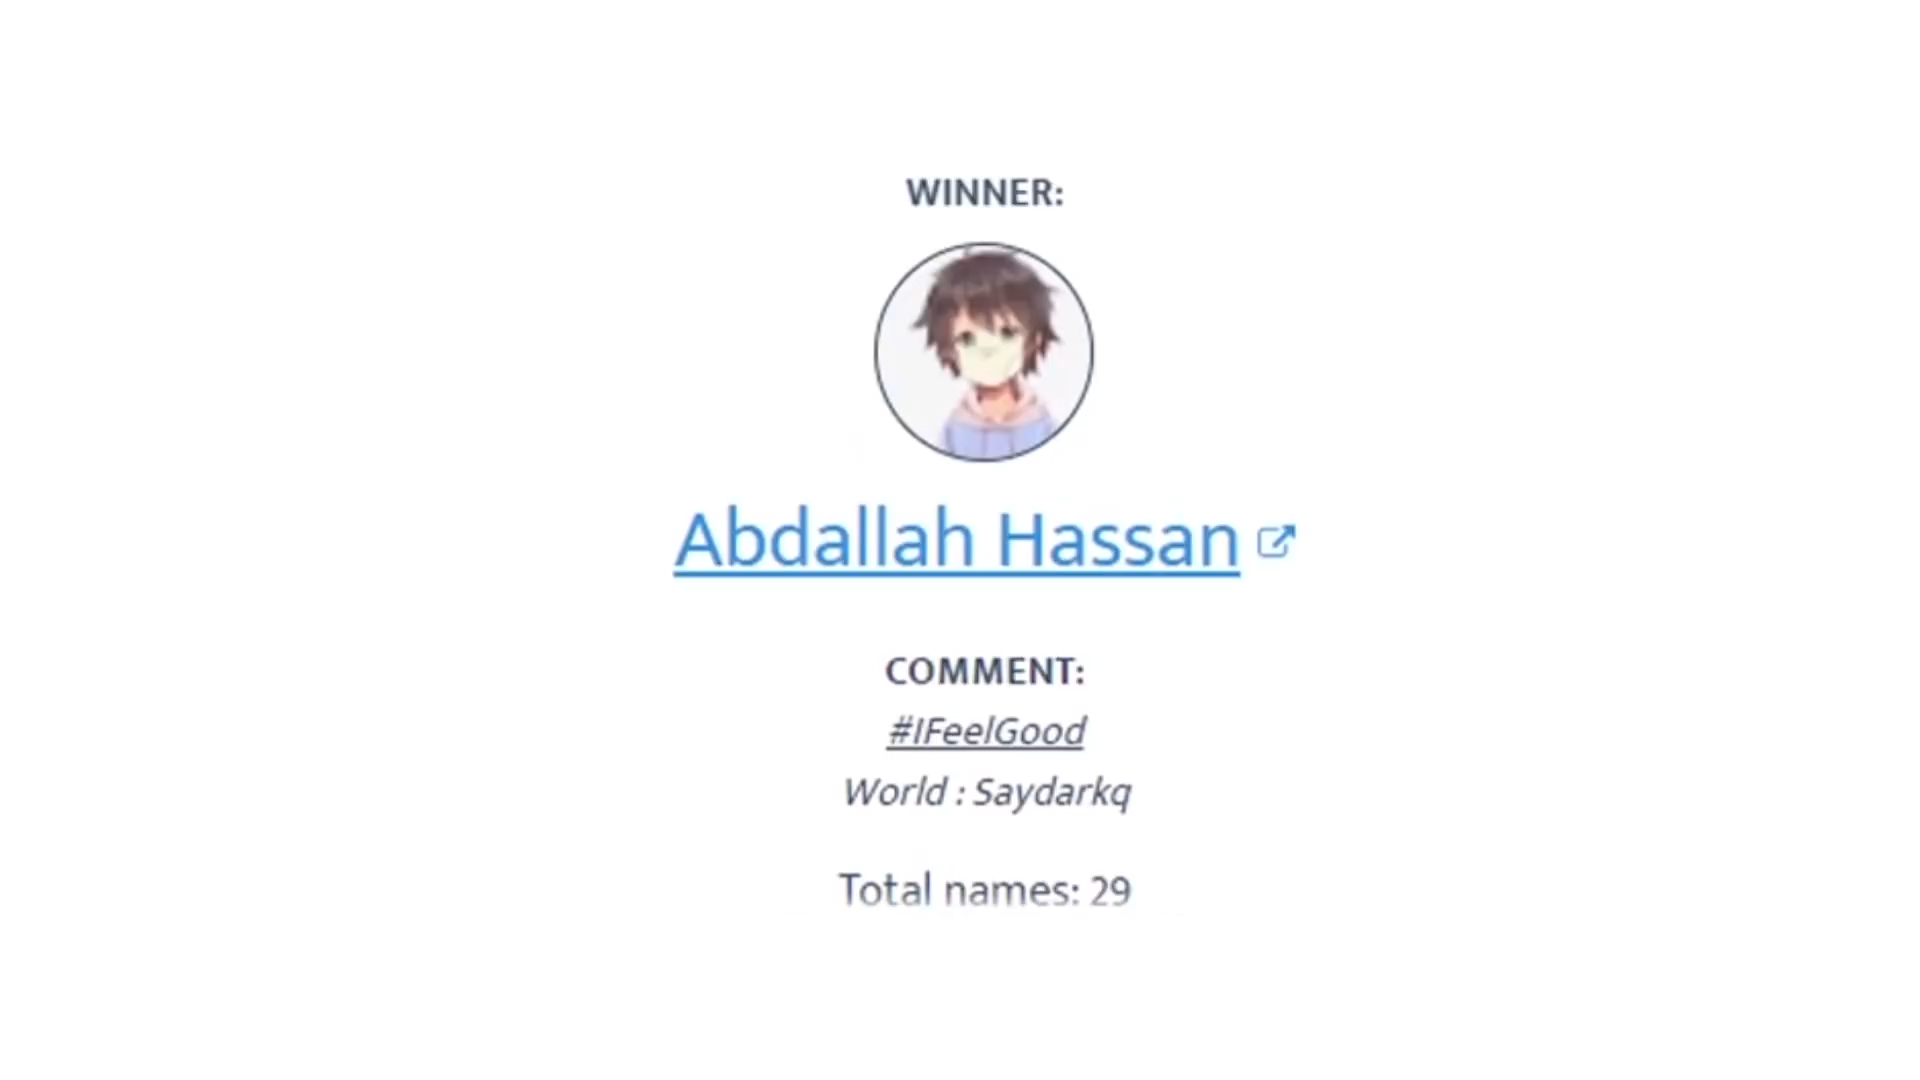 WINNER:
Abdallah Hassan
COMMENT:
#IFeelGood
World : Saydarkq
Total names: 29